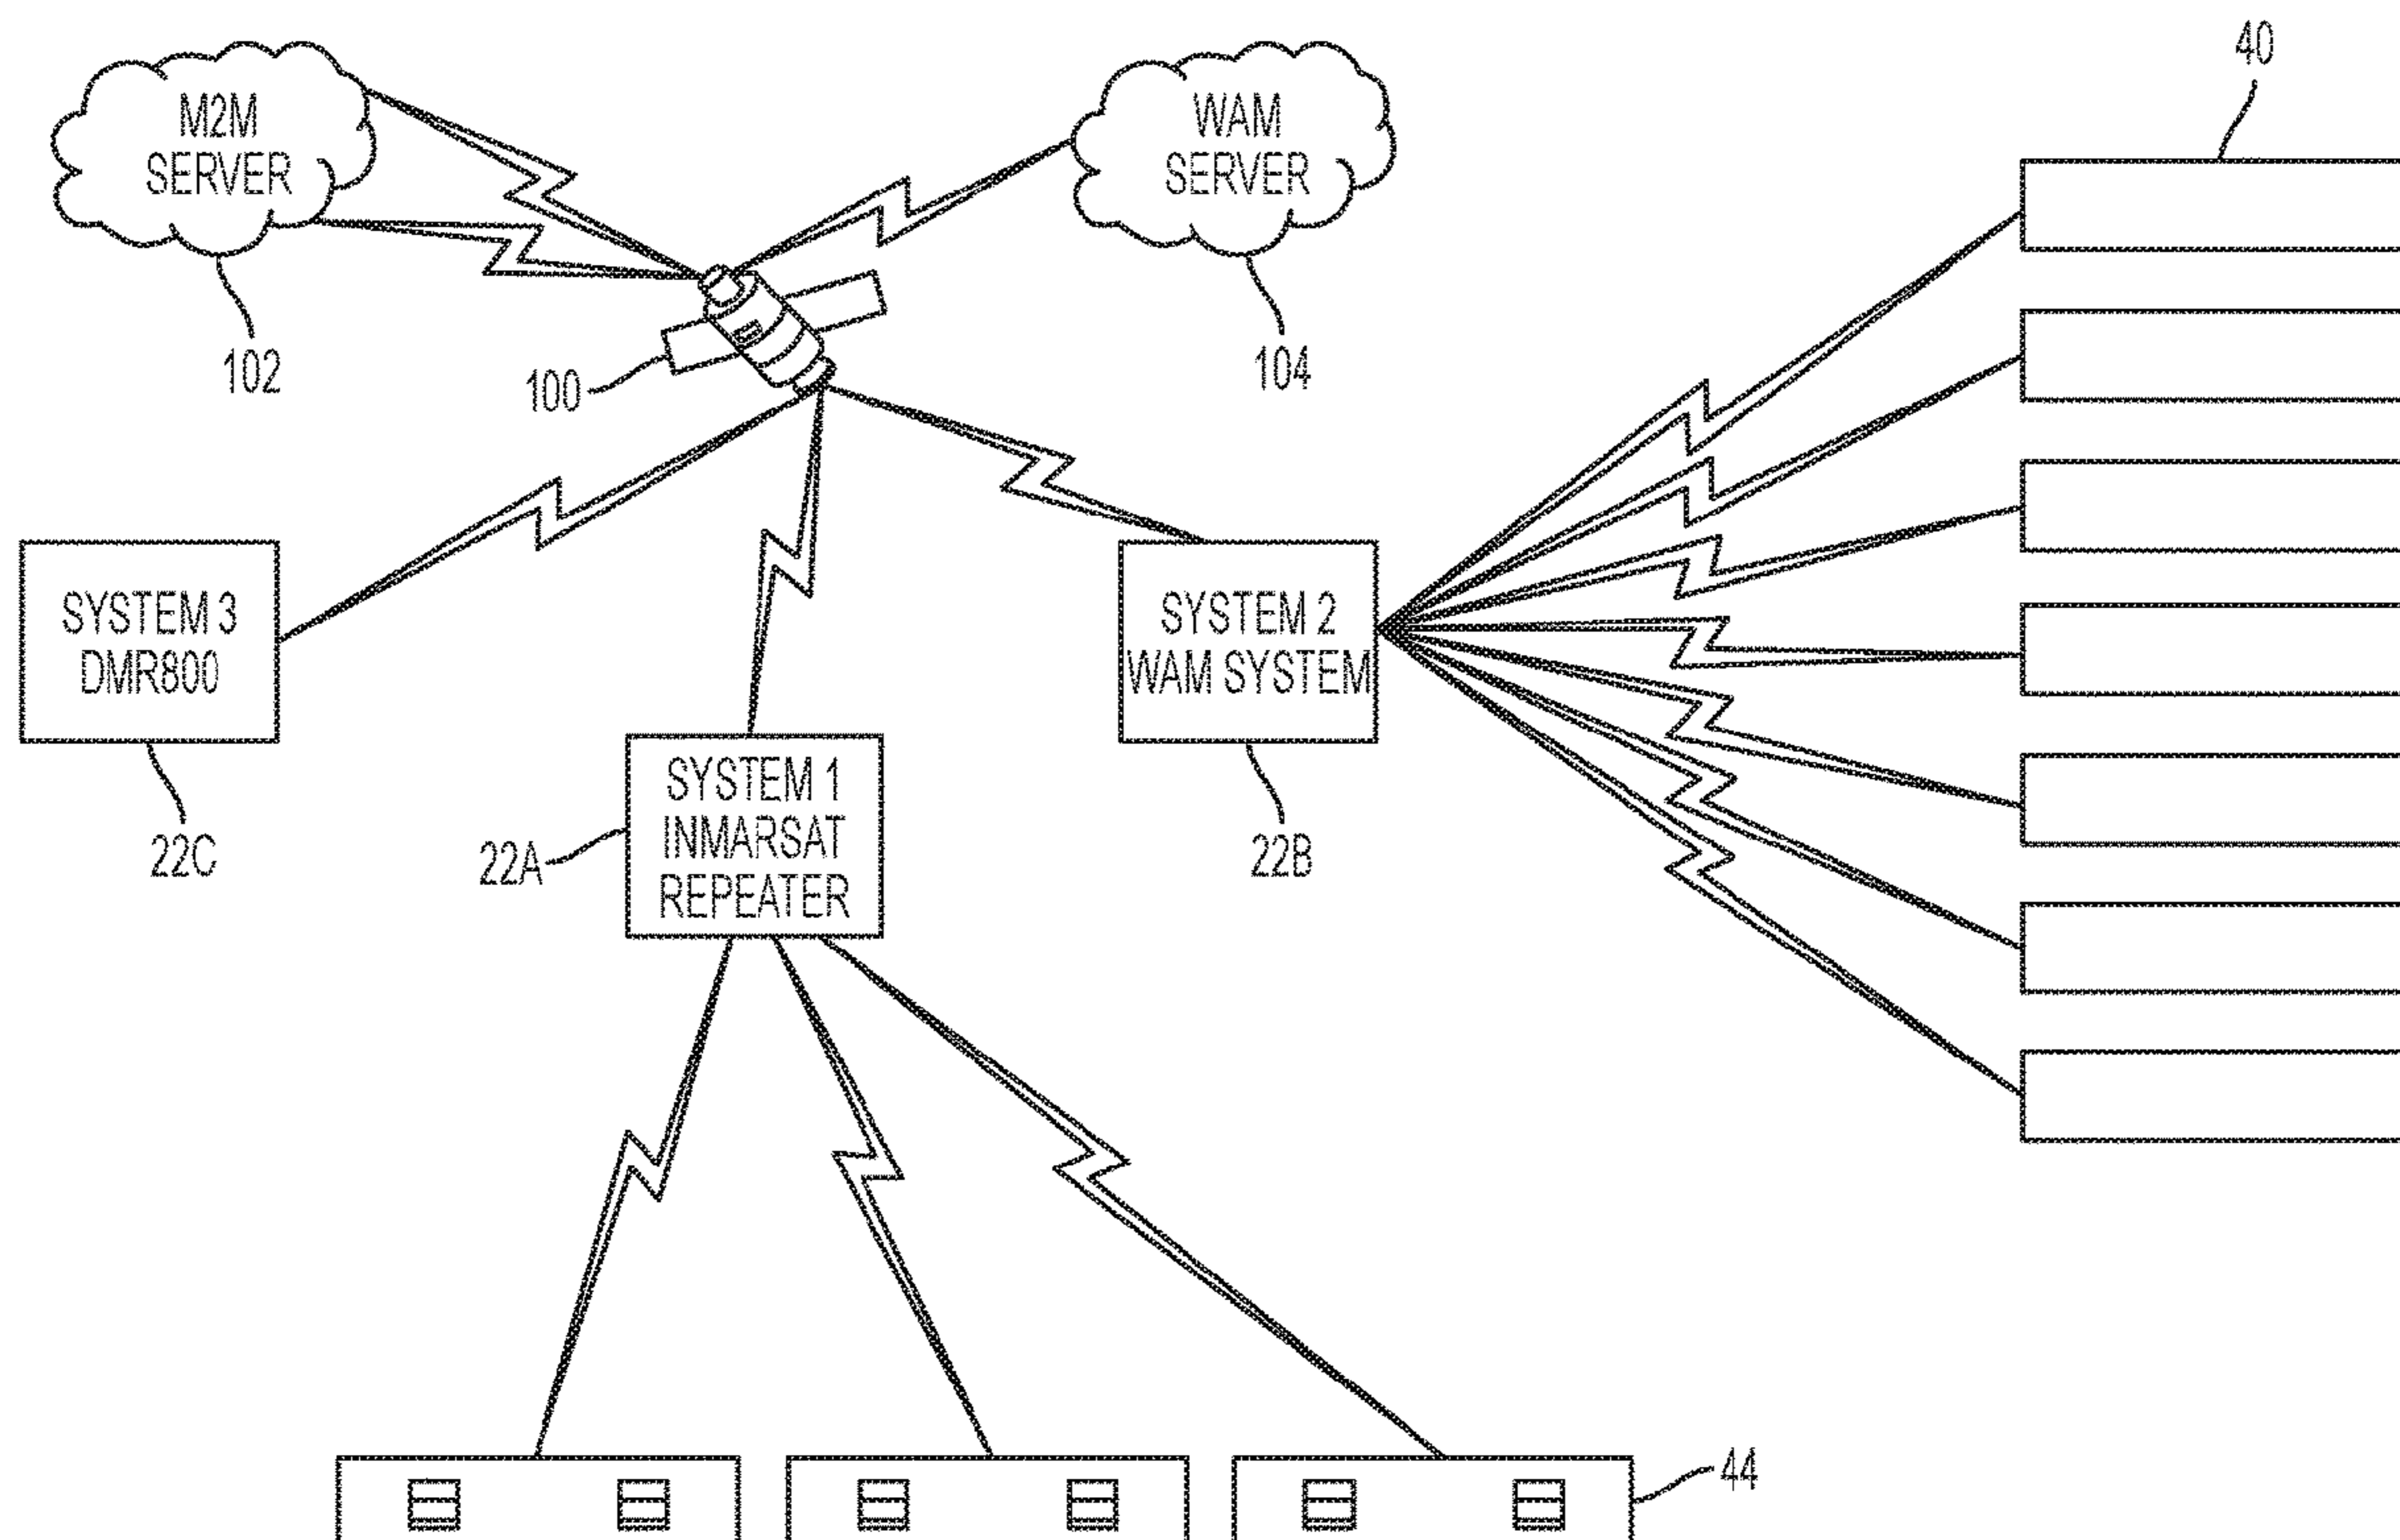 40
M2M
SERVER
WAM
SERVER
102
100
104
SYSTEM 3
DMR800
SYSTEM 2
WAM SYSTEM
SYSTEM 1
INMARSAT
REPEATER
22C
22A
22B
44